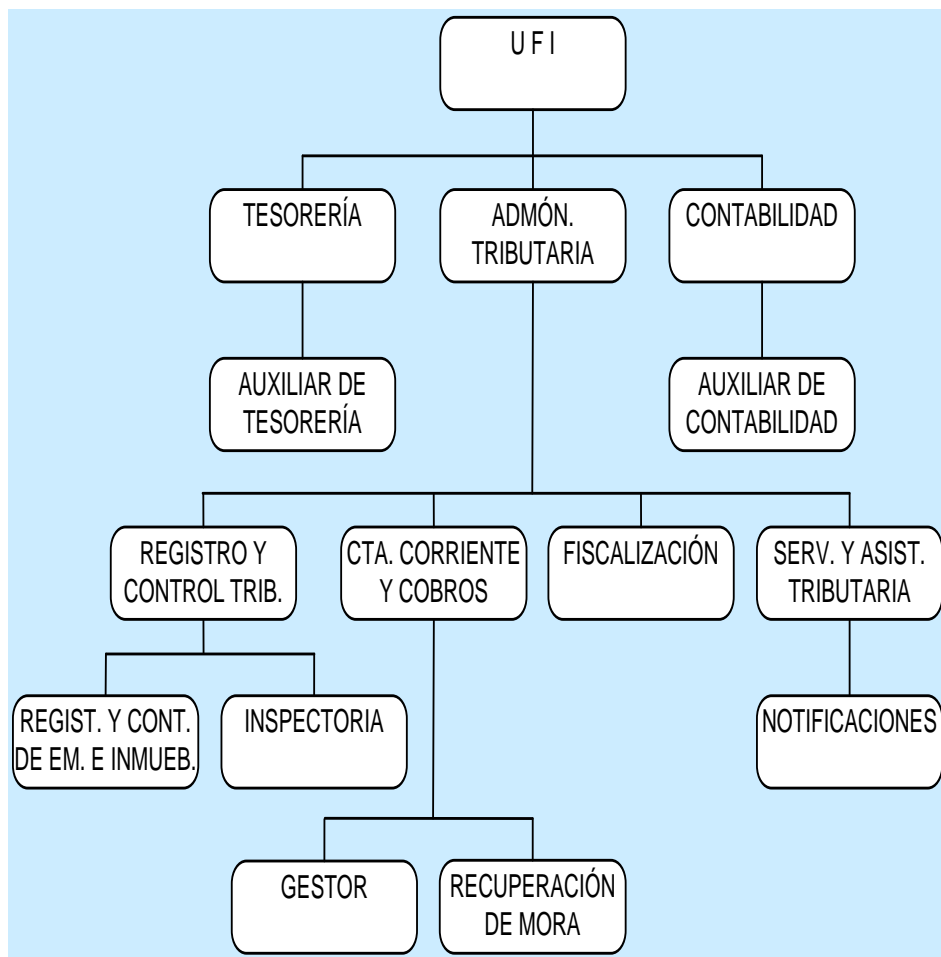 U F I
TESORERÍA
ADMÓN.
TRIBUTARIA
CONTABILIDAD
AUXILIAR DE
TESORERÍA
AUXILIAR DE
CONTABILIDAD
REGISTRO Y
CONTROL TRIB.
CTA. CORRIENTE
Y COBROS
FISCALIZACIÓN
SERV. Y ASIST.
TRIBUTARIA
REGIST. Y CONT.
DE EM. E INMUEB.
INSPECTORIA
NOTIFICACIONES
GESTOR
RECUPERACIÓN
DE MORA